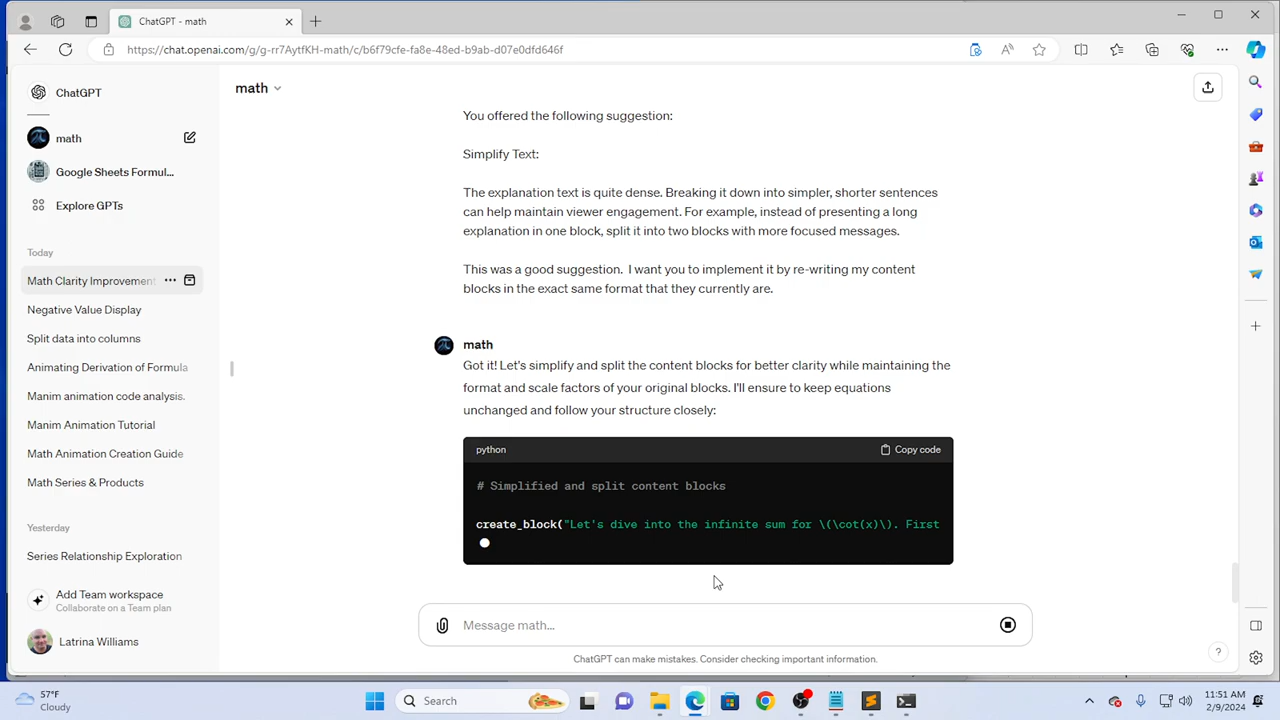 ChatGPT - math
https://chat.openai.com/g/g-rr7AytfKH-math/c/b6f79cfe-fa8e-48ed-b9ab-d07e0dfd646f
ChatGPT
math
Google Sheets Formul...
Explore GPTs
Today
Math Clarity Improvement
Negative Value Display
Split data into columns
Animating Derivation of Formula
Manim animation code analysis.
Manim Animation Tutorial
Math Animation Creation Guide
Math Series & Products
Yesterday
Series Relationship Exploration
Add Team workspace
Collaborate on a Team plan
Latrina Williams
math
You offered the following suggestion:
Simplify Text:
The explanation text is quite dense. Breaking it down into simpler, shorter sentences
can help maintain viewer engagement. For example, instead of presenting a long
explanation in one block, split it into two blocks with more focused messages.
This was a good suggestion. I want you to implement it by re-writing my content
blocks in the exact same format that they currently are.
math
Got it! Let's simplify and split the content blocks for better clarity while maintaining the
format and scale factors of your original blocks. I'll ensure to keep equations
unchanged and follow your structure closely:
python
Copy code
# Simplified and split content blocks
create_block("Let's dive into the infinite sum for \(\cot(x)\). First
Message math...
ChatGPT can make mistakes. Consider checking important information.
?
57°F
Cloudy
Search
11:51 AM
2/9/2024